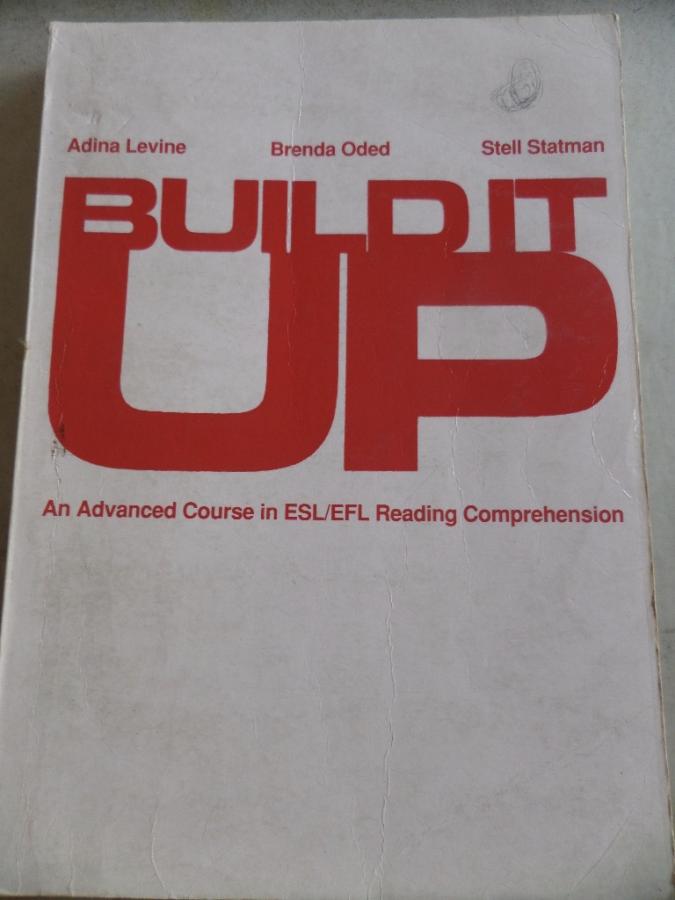 Adina Levine Brenda Oded Stell Statman
BUILD IT
UP
An Advanced Course in ESL/EFL Reading Comprehension